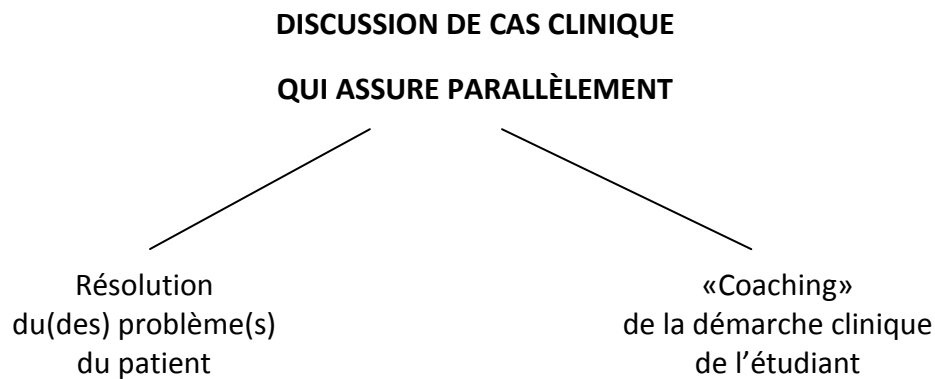 DISCUSSION DE CAS CLINIQUE
QUI ASSURE PARALLÈLEMENT
Résolution
du(des) problème(s)
du patient
«Coaching»
de la démarche clinique
de l’étudiant